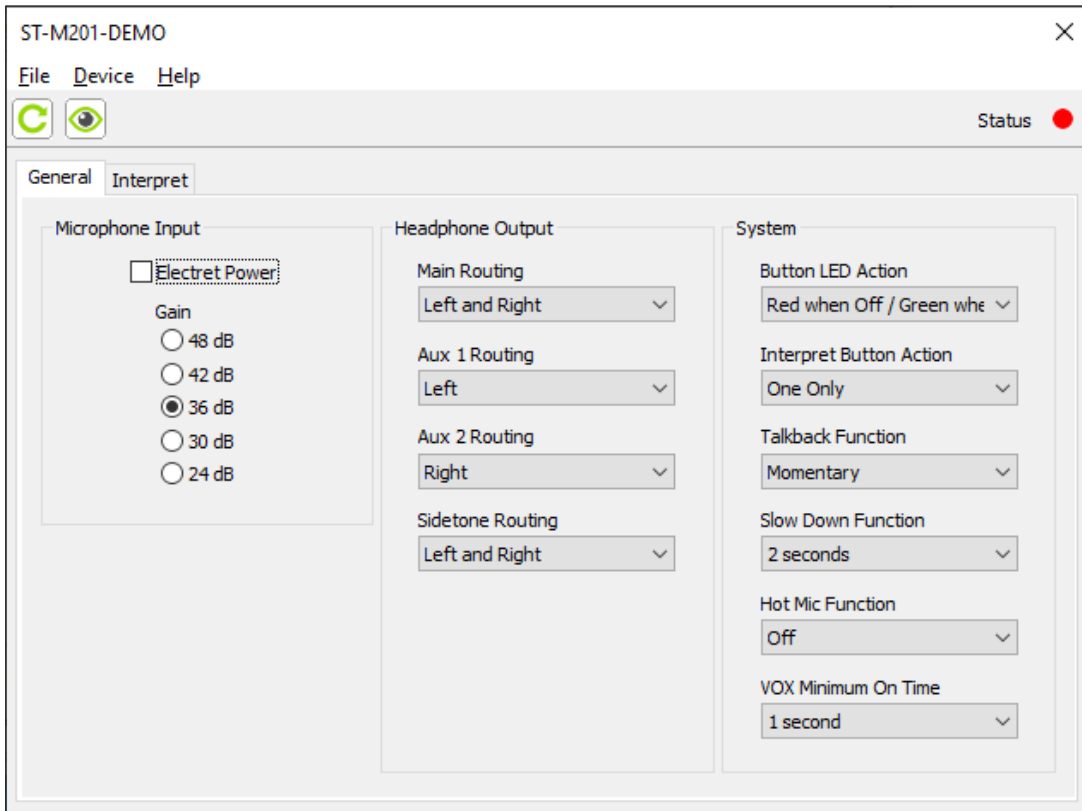 ST-M201-DEMO
File Device Help
Status
General Interpret
Microphone Input
Electret Power
Gain
48 dB
42 dB
36 dB
30 dB
24 dB
Headphone Output
Main Routing
Left and Right
Aux 1 Routing
Left
Aux 2 Routing
Right
Sidetone Routing
Left and Right
System
Button LED Action
Red when Off / Green whe
Interpret Button Action
One Only
Talkback Function
Momentary
Slow Down Function
2 seconds
Hot Mic Function
Off
VOX Minimum On Time
1 second